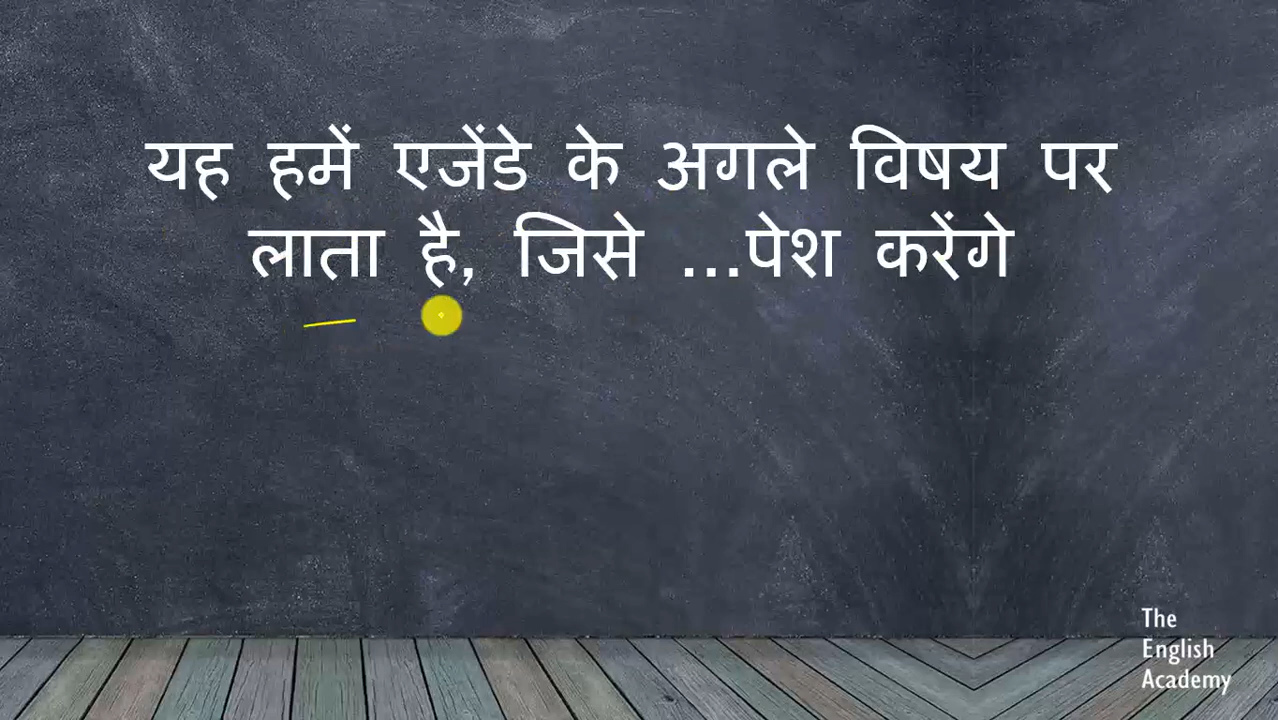 यह हमें एजेंडे के अगले विषय पर
लाता है, जिसे ...पेश करेंगे
The
English
Academy